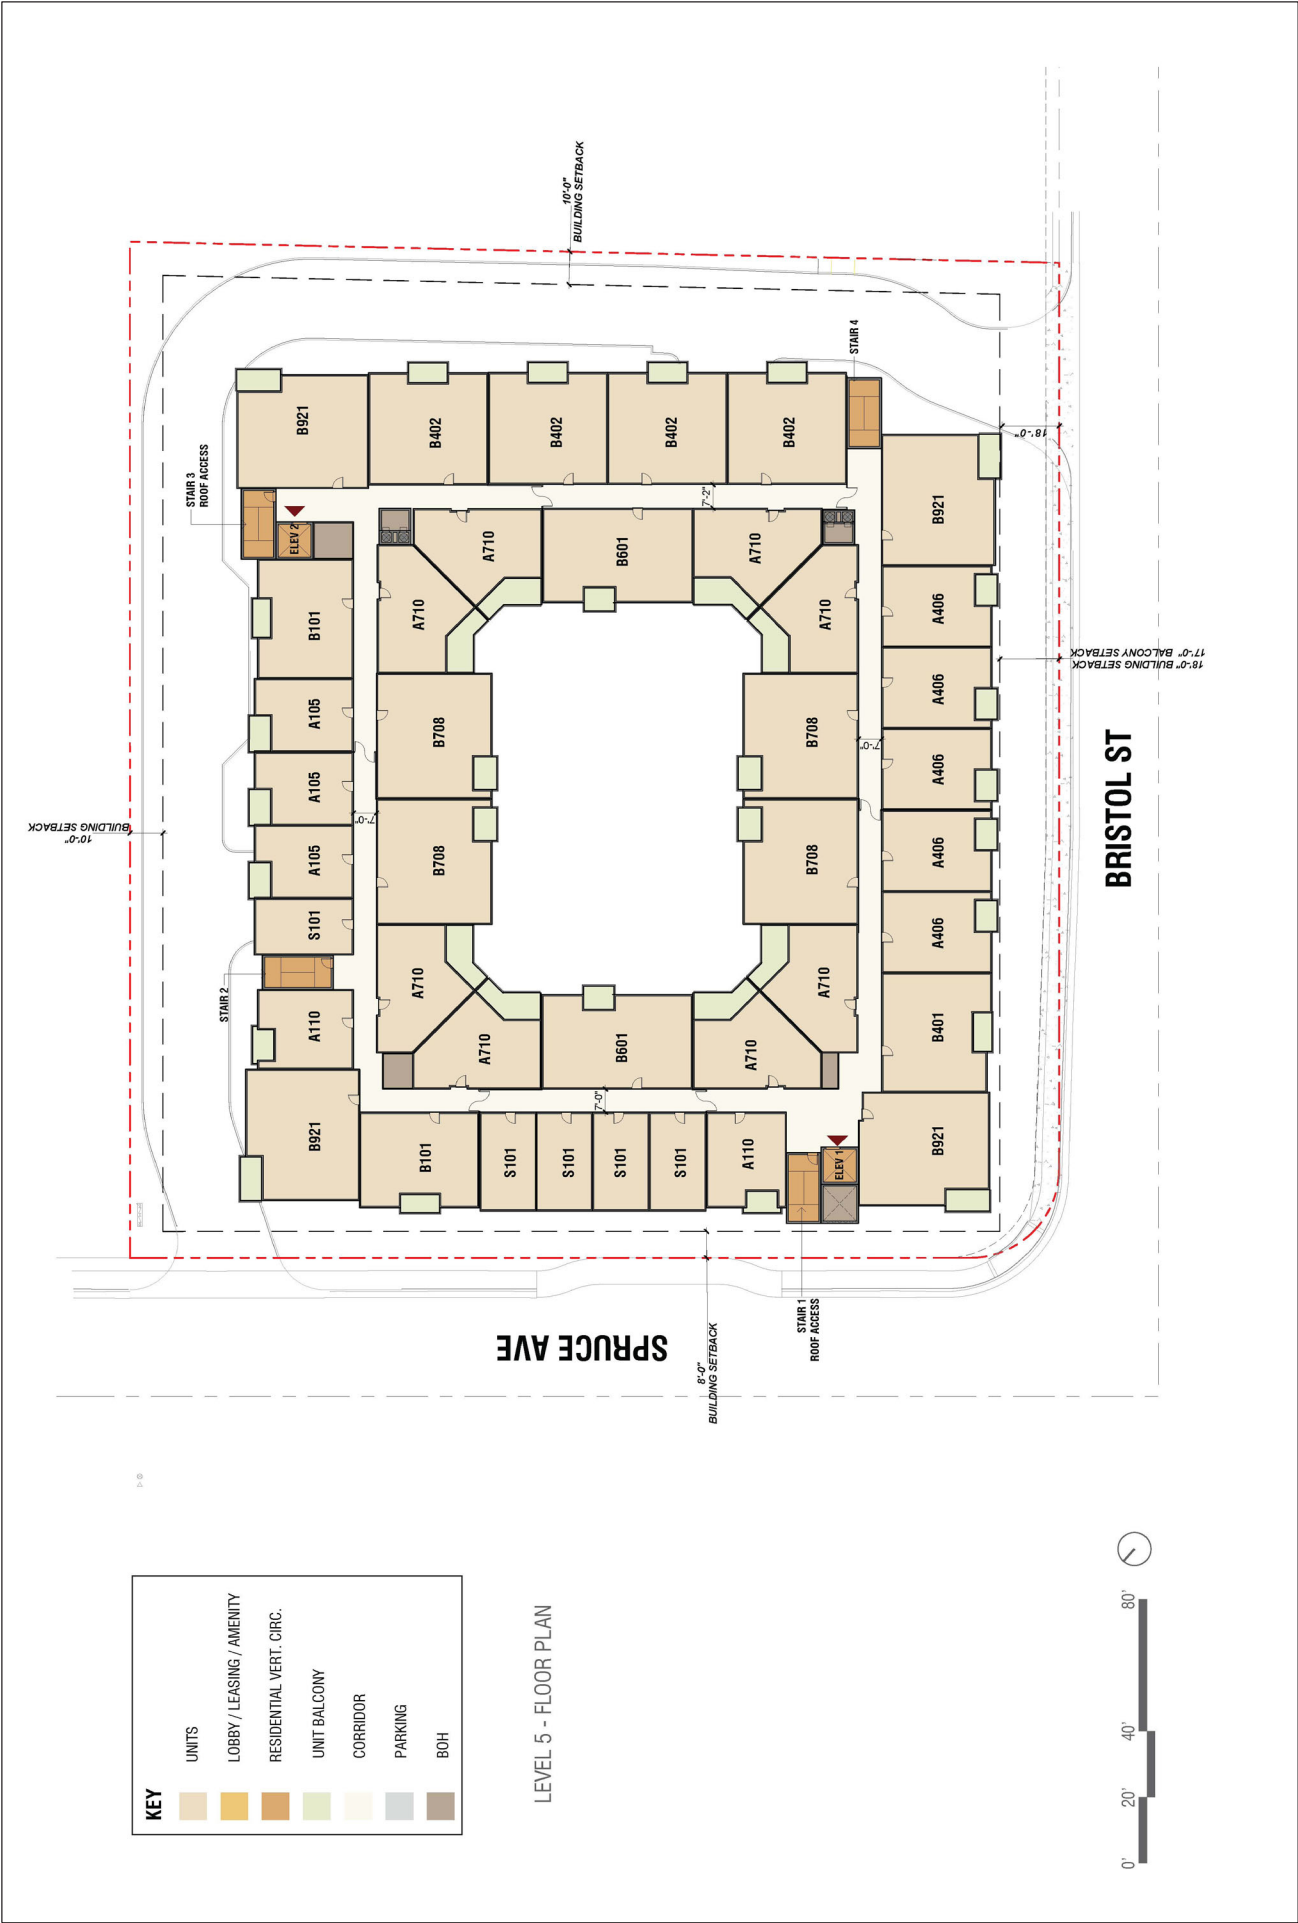 KEY
UNITS
LOBBY / LEASING / AMENITY
RESIDENTIAL VERT. CIRC.
UNIT BALCONY
CORRIDOR
PARKING
BOH
LEVEL 5 - FLOOR PLAN
0'
20'
40'
80'
SPRUCE AVE
BRISTOL ST
10'-0"
BUILDING SETBACK
10'-0"
BUILDING SETBACK
8'-0"
BUILDING SETBACK
18'-0" BUILDING SETBACK
17'-0" BALCONY SETBACK
18'-0"
STAIR 1
ROOF ACCESS
STAIR 2
STAIR 3
ROOF ACCESS
STAIR 4
ELEV 1
ELEV 2
B921
A110
S101
A105
A105
A105
B101
B921
B402
B402
B402
B402
B101
S101
S101
S101
S101
A110
B921
B401
A406
A406
A406
A406
A406
B921
A710
A710
B708
B708
A710
A710
B601
B601
A710
A710
B708
B708
A710
A710
7'-0"
7'-0"
7'-0"
7'-2"